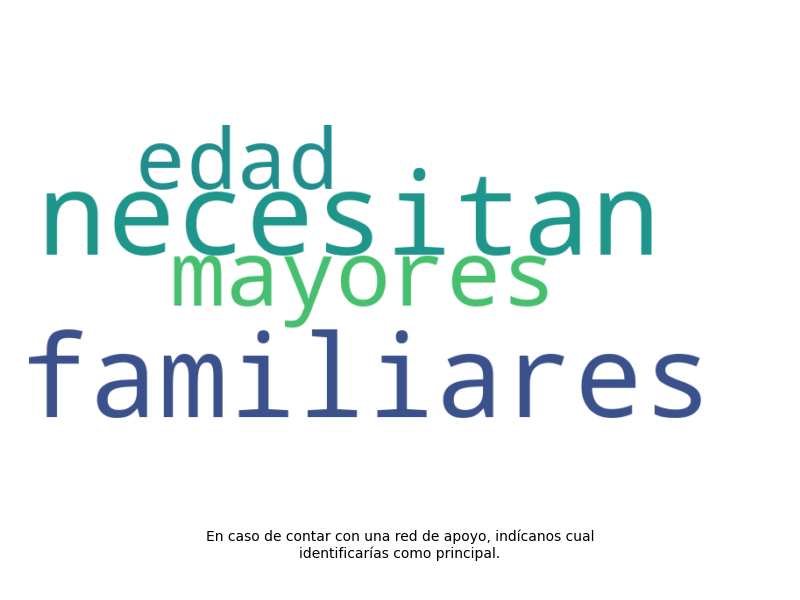 edad
necesitan
mayores
familiares
En caso de contar con una red de apoyo, indícanos cual
identificarías como principal.